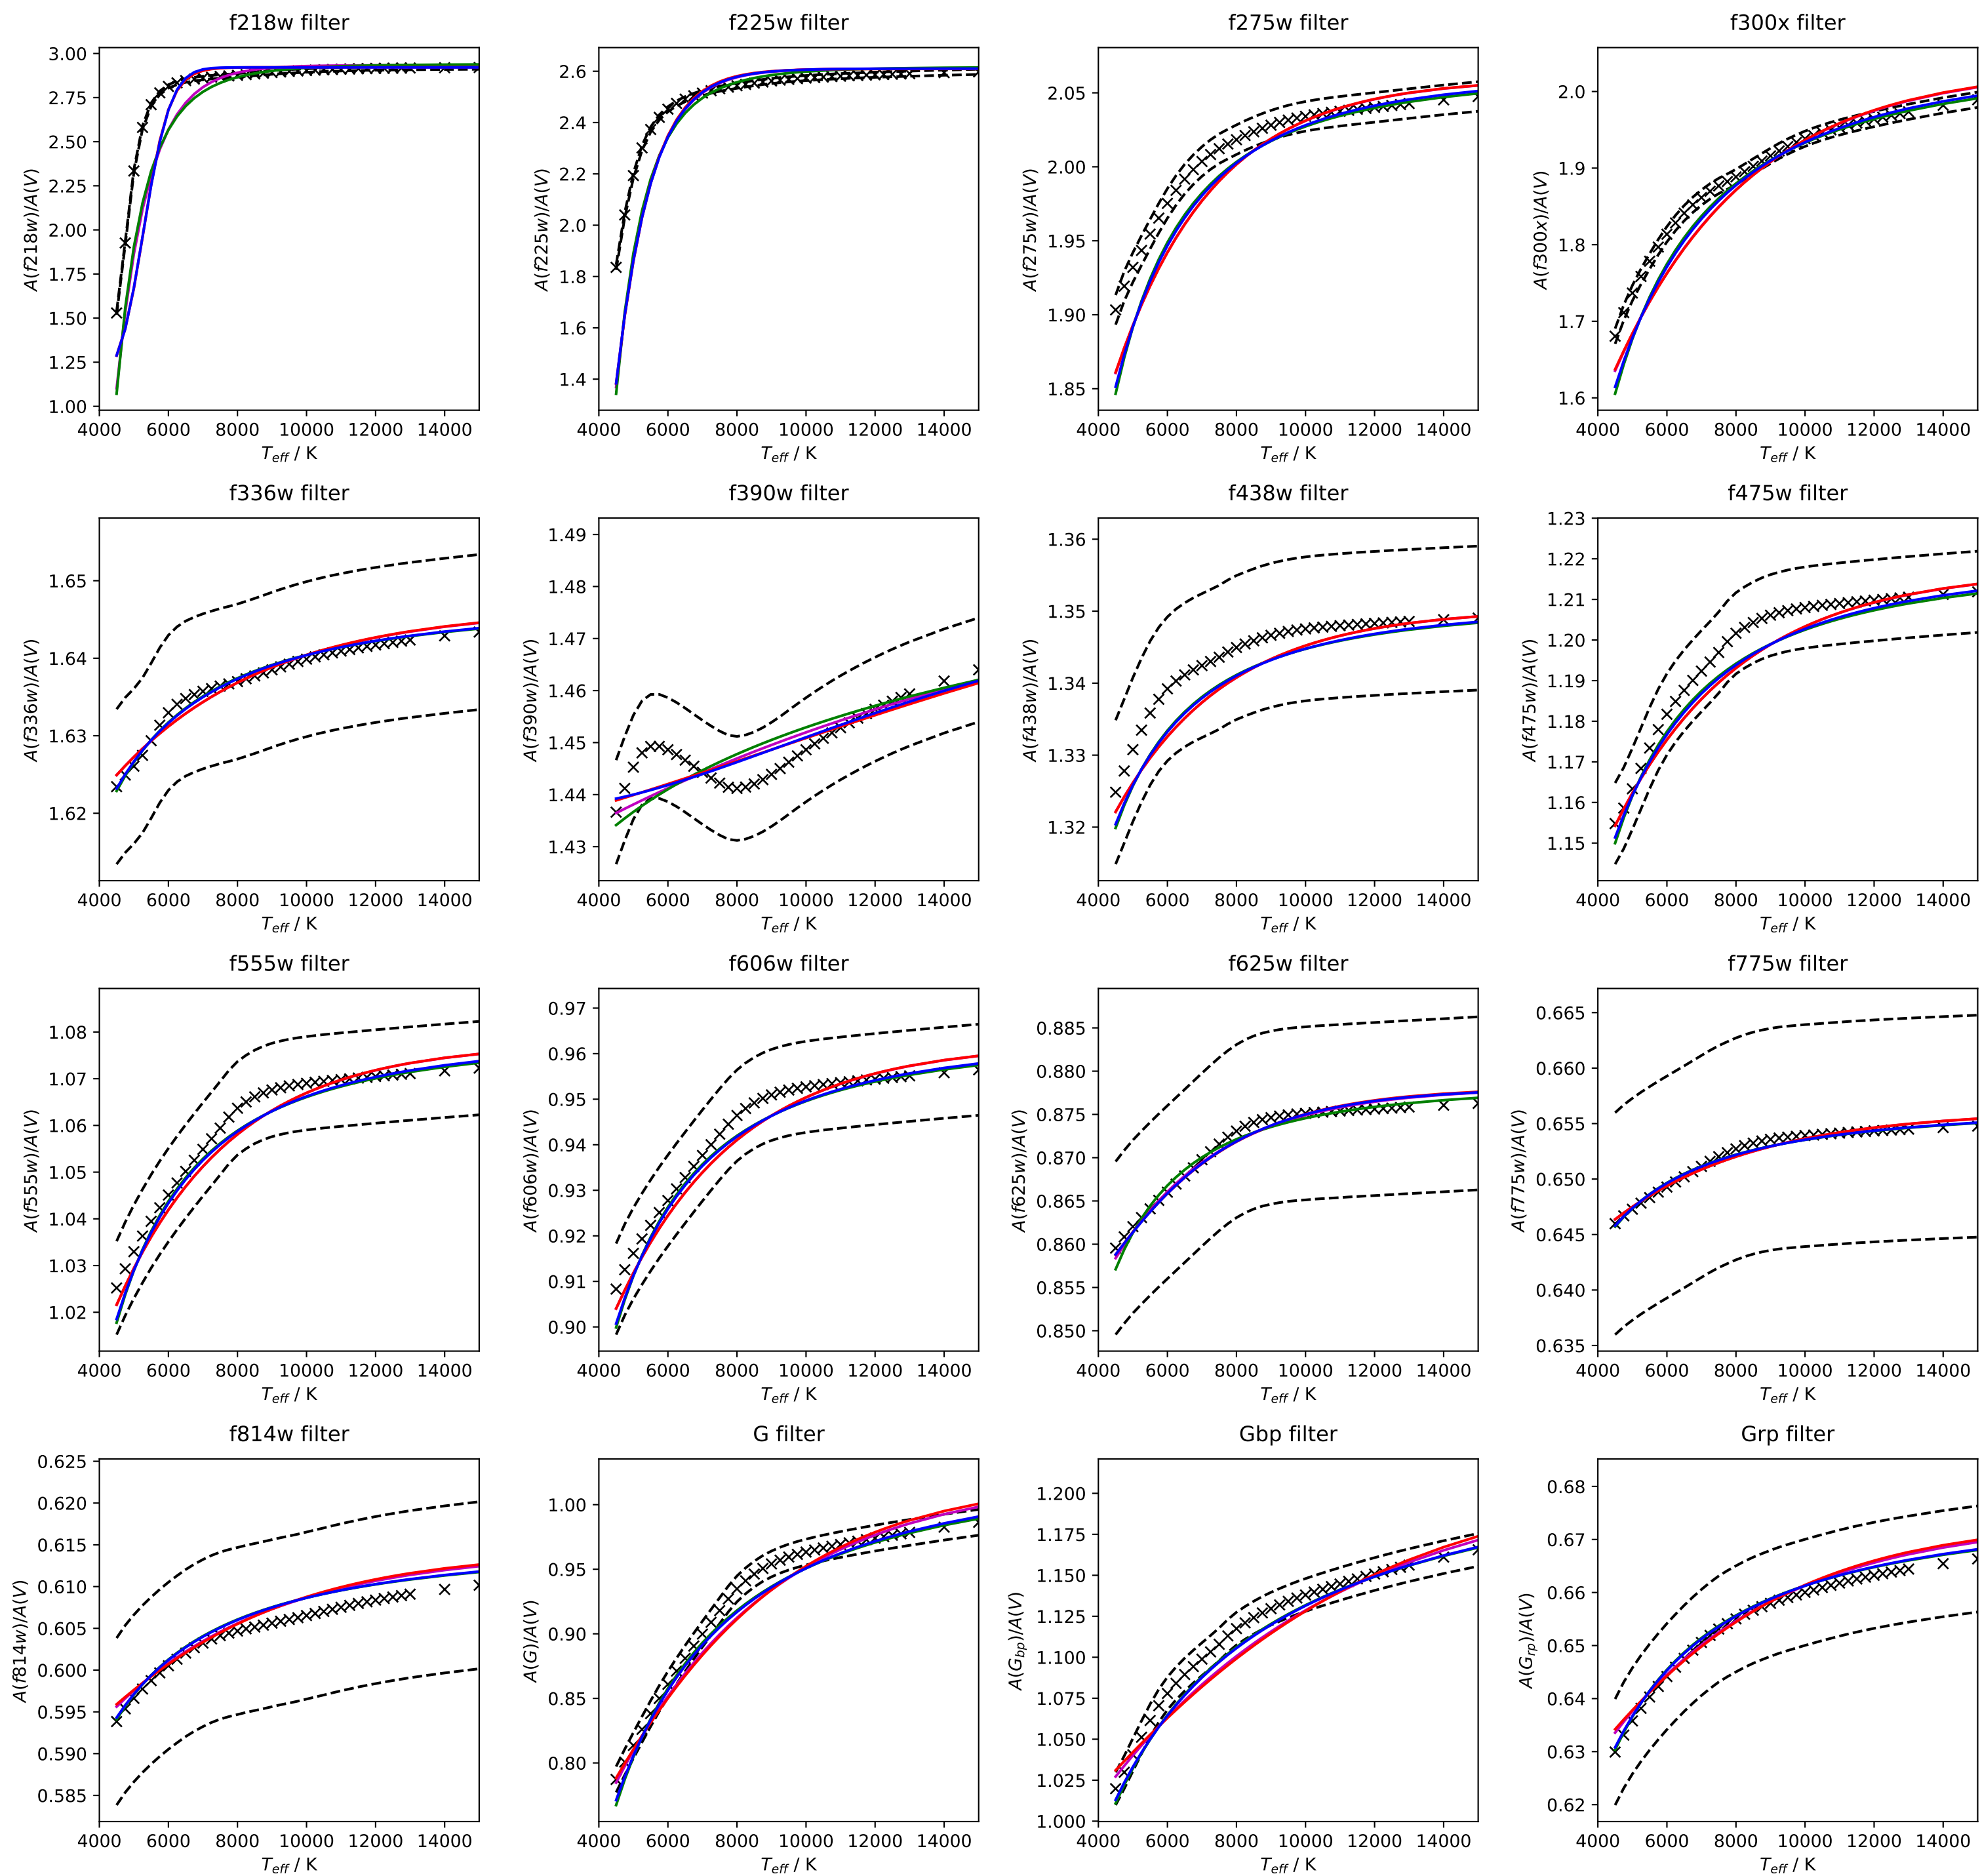 f218w filter
f225w filter
f275w filter
f300x filter
A(f218w)/A(V)
3.00
2.75
2.50
2.25
2.00
1.75
1.50
1.25
1.00
4000 6000 8000 10000 12000 14000
T_eff / K
A(f225w)/A(V)
2.6
2.4
2.2
2.0
1.8
1.6
1.4
4000 6000 8000 10000 12000 14000
T_eff / K
A(f275w)/A(V)
2.05
2.00
1.95
1.90
1.85
4000 6000 8000 10000 12000 14000
T_eff / K
A(f300x)/A(V)
2.0
1.9
1.8
1.7
1.6
4000 6000 8000 10000 12000 14000
T_eff / K
f336w filter
f390w filter
f438w filter
f475w filter
A(f336w)/A(V)
1.65
1.64
1.63
1.62
4000 6000 8000 10000 12000 14000
T_eff / K
A(f390w)/A(V)
1.49
1.48
1.47
1.46
1.45
1.44
1.43
4000 6000 8000 10000 12000 14000
T_eff / K
A(f438w)/A(V)
1.36
1.35
1.34
1.33
1.32
4000 6000 8000 10000 12000 14000
T_eff / K
A(f475w)/A(V)
1.23
1.22
1.21
1.20
1.19
1.18
1.17
1.16
1.15
4000 6000 8000 10000 12000 14000
T_eff / K
f555w filter
f606w filter
f625w filter
f775w filter
A(f555w)/A(V)
1.08
1.07
1.06
1.05
1.04
1.03
1.02
4000 6000 8000 10000 12000 14000
T_eff / K
A(f606w)/A(V)
0.97
0.96
0.95
0.94
0.93
0.92
0.91
0.90
4000 6000 8000 10000 12000 14000
T_eff / K
A(f625w)/A(V)
0.885
0.880
0.875
0.870
0.865
0.860
0.855
0.850
4000 6000 8000 10000 12000 14000
T_eff / K
A(f775w)/A(V)
0.665
0.660
0.655
0.650
0.645
0.640
0.635
4000 6000 8000 10000 12000 14000
T_eff / K
f814w filter
G filter
Gbp filter
Grp filter
A(f814w)/A(V)
0.625
0.620
0.615
0.610
0.605
0.600
0.595
0.590
0.585
4000 6000 8000 10000 12000 14000
T_eff / K
A(G)/A(V)
1.00
0.95
0.90
0.85
0.80
4000 6000 8000 10000 12000 14000
T_eff / K
A(G_bp)/A(V)
1.200
1.175
1.150
1.125
1.100
1.075
1.050
1.025
1.000
4000 6000 8000 10000 12000 14000
T_eff / K
A(G_rp)/A(V)
0.68
0.67
0.66
0.65
0.64
0.63
0.62
4000 6000 8000 10000 12000 14000
T_eff / K